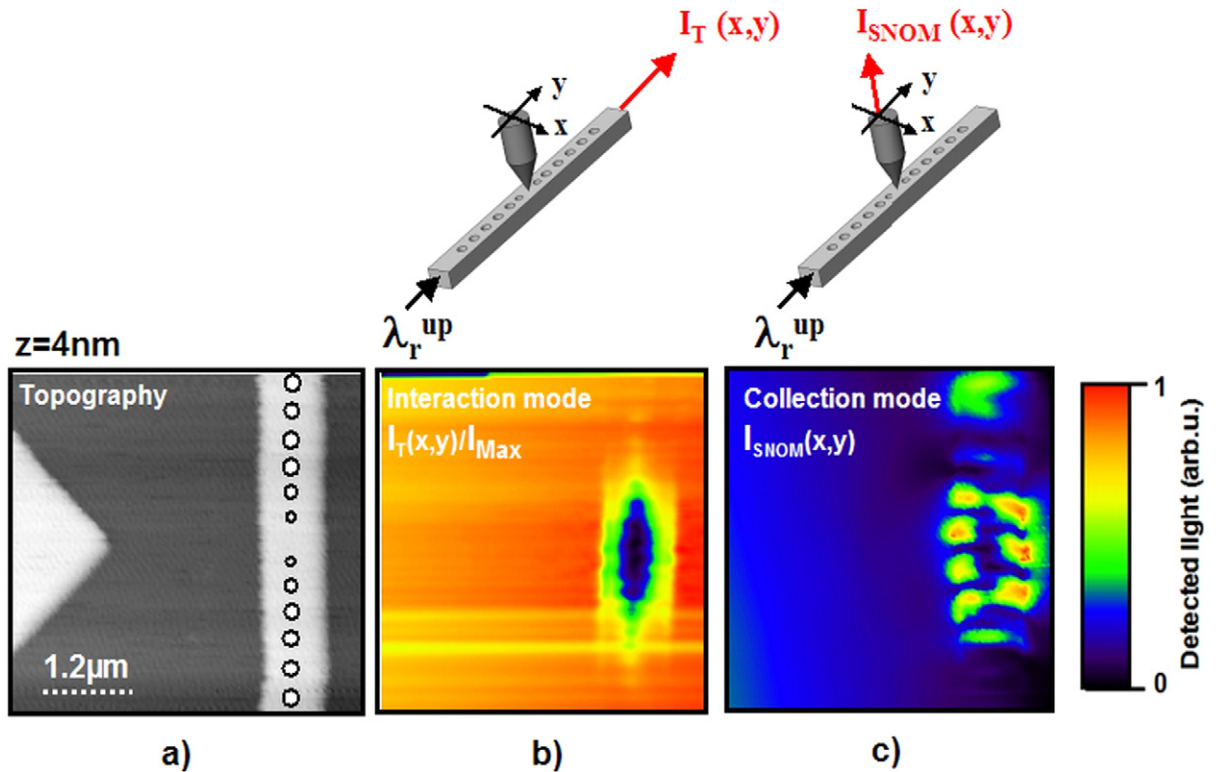 I_T (x,y)
I_SNOM (x,y)
y
x
y
x
λ_r^up
λ_r^up
z=4nm
Topography
1.2µm
Interaction mode
I_T(x,y)/I_Max
Collection mode
I_SNOM(x,y)
1
0
Detected light (arb.u.)
a)
b)
c)